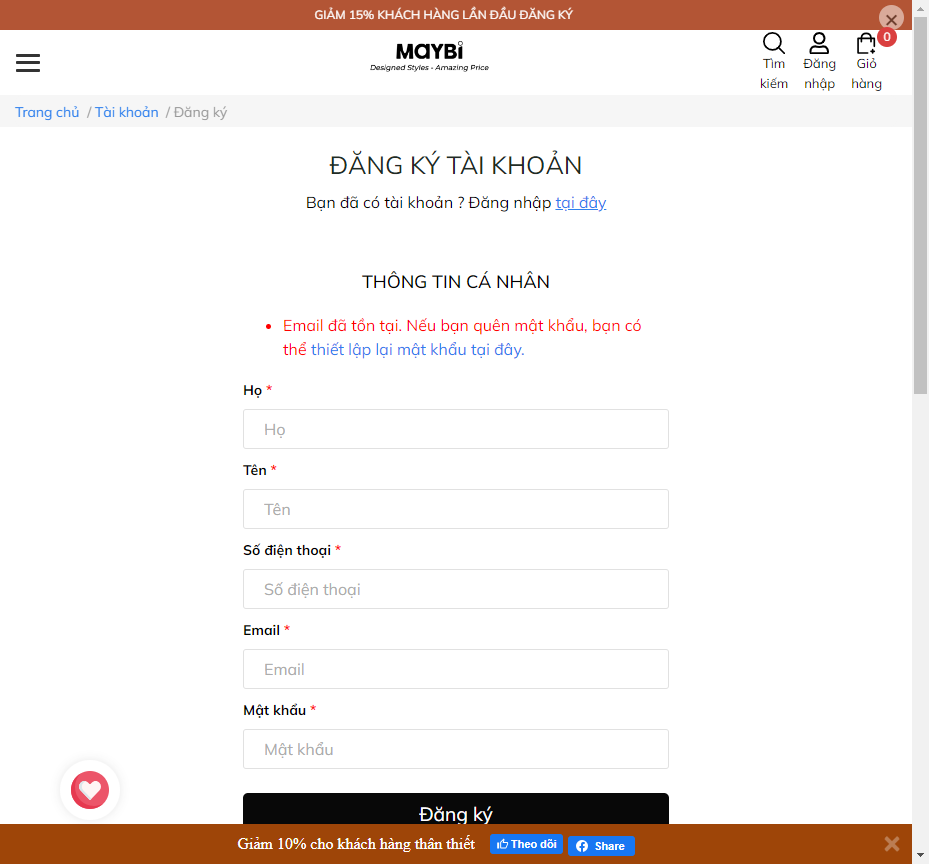 GIẢM 15% KHÁCH HÀNG LẦN ĐẦU ĐĂNG KÝ
MAYBI
Designed Styles - Amazing Price
Tìm kiếm
Đăng nhập
0
Giỏ hàng
Trang chủ / Tài khoản / Đăng ký
ĐĂNG KÝ TÀI KHOẢN
Bạn đã có tài khoản ? Đăng nhập tại đây
THÔNG TIN CÁ NHÂN
Email đã tồn tại. Nếu bạn quên mật khẩu, bạn có
thể thiết lập lại mật khẩu tại đây.
Họ *
Họ
Tên *
Tên
Số điện thoại *
Số điện thoại
Email *
Email
Mật khẩu *
Mật khẩu
Đăng ký
Giảm 10% cho khách hàng thân thiết Theo dõi Share